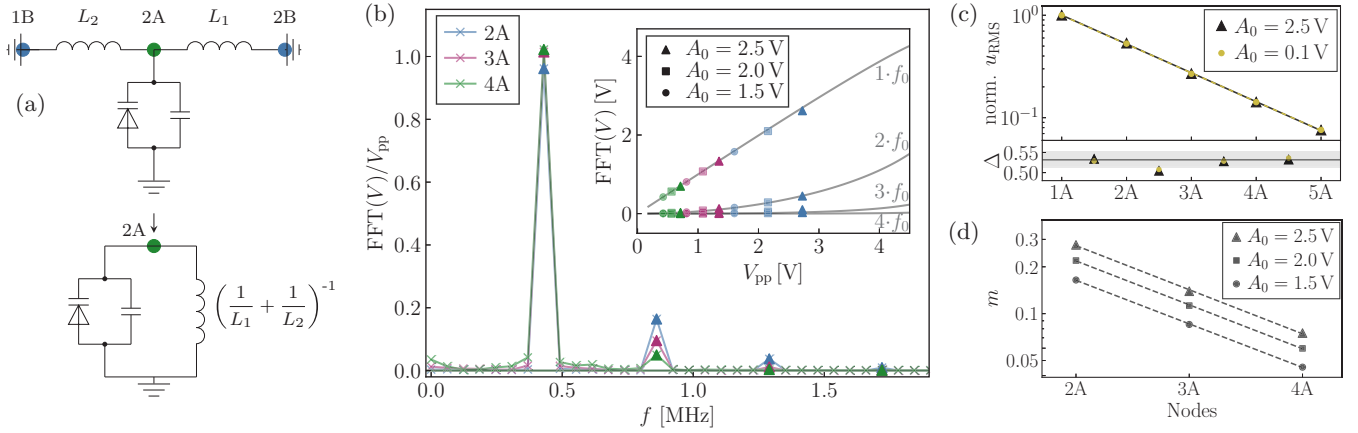 (a)
1B L₂ 2A L₁ 2B
2A
(1/L₁ + 1/L₂)⁻¹
(b)
FFT(V)/Vpp
1.0
0.8
0.6
0.4
0.2
0.0
0.0 0.5 1.0 1.5
f [MHz]
2A
3A
4A
FFT(V) [V]
4
2
0
0 1 2 3 4
Vpp [V]
A₀ = 2.5 V
A₀ = 2.0 V
A₀ = 1.5 V
1·f₀
2·f₀
3·f₀
4·f₀
(c)
norm. uRMS
10⁰
10⁻¹
A₀ = 2.5 V
A₀ = 0.1 V
Δ
0.55
0.50
1A 2A 3A 4A 5A
(d)
m
0.3
0.2
0.1
0.05
A₀ = 2.5 V
A₀ = 2.0 V
A₀ = 1.5 V
2A 3A 4A
Nodes